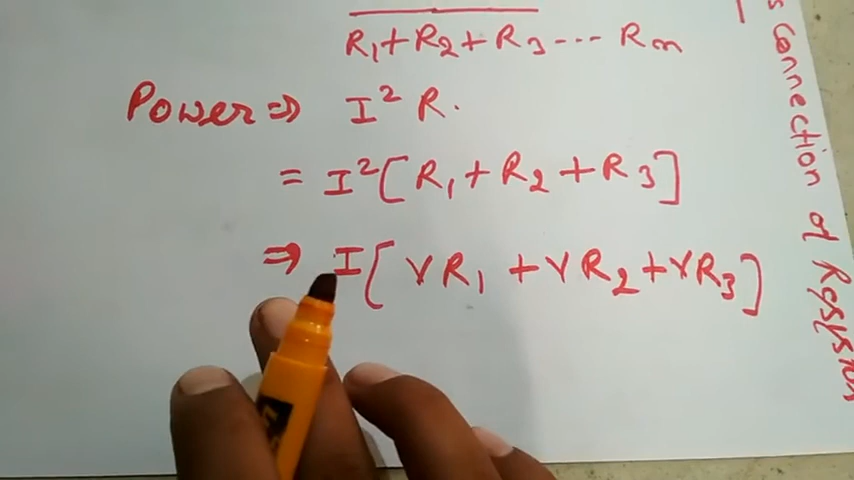 R₁+R₂+R₃---- Rₙ
Power ⇒ I² R.
= I²[R₁+R₂+R₃]
⇒ I[VR₁ +VR₂+VR₃]
s connection of